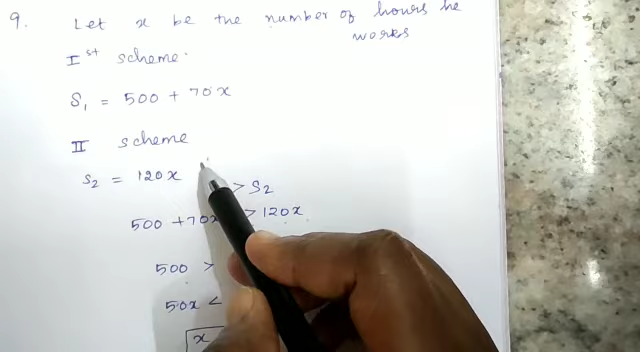 9. Let x be the number of hours he
works
Iˢᵗ scheme.
S₁ = 500 + 70x
II scheme
S₂ = 120x
> S₂
500 + 70x > 120x
500 >
50x <
x